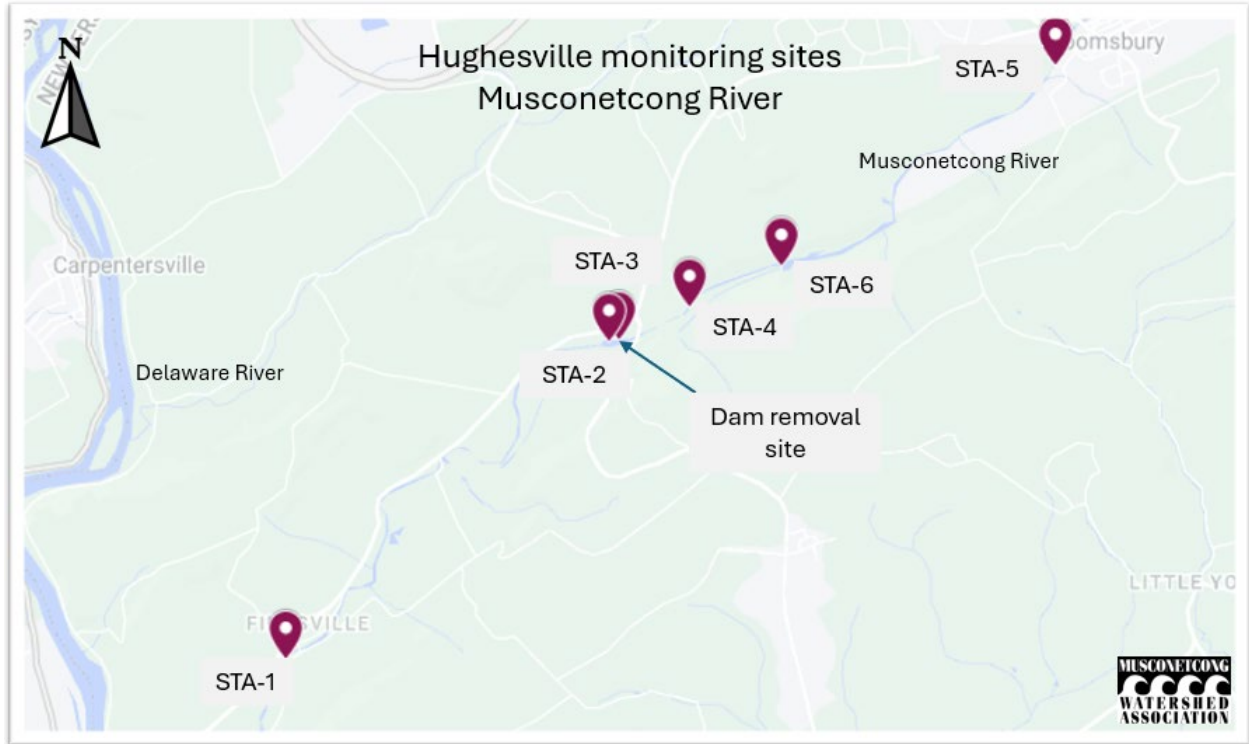 N
Hughesville monitoring sites
Musconetcong River
STA-5
oomsbury
Musconetcong River
STA-3
Carpentersville
STA-6
STA-4
Delaware River
STA-2
Dam removal
site
LITTLE YO
STA-1
MUSCONETCONG
WATERSHED
ASSOCIATION